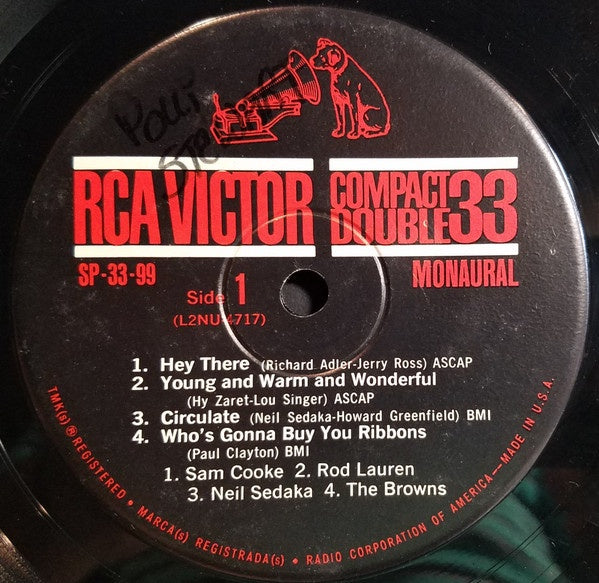 RCA VICTOR COMPACT DOUBLE 33
SP-33-99 MONAURAL
Side 1
(L2NU-4717)
1. Hey There (Richard Adler-Jerry Ross) ASCAP
2. Young and Warm and Wonderful
(Hy Zaret-Lou Singer) ASCAP
3. Circulate (Neil Sedaka-Howard Greenfield) BMI
4. Who's Gonna Buy You Ribbons
(Paul Clayton) BMI
1. Sam Cooke 2. Rod Lauren
3. Neil Sedaka 4. The Browns
TMK(s) ® REGISTERED • MARCA(s) REGISTRADA(s) • RADIO CORPORATION OF AMERICA—MADE IN U.S.A.